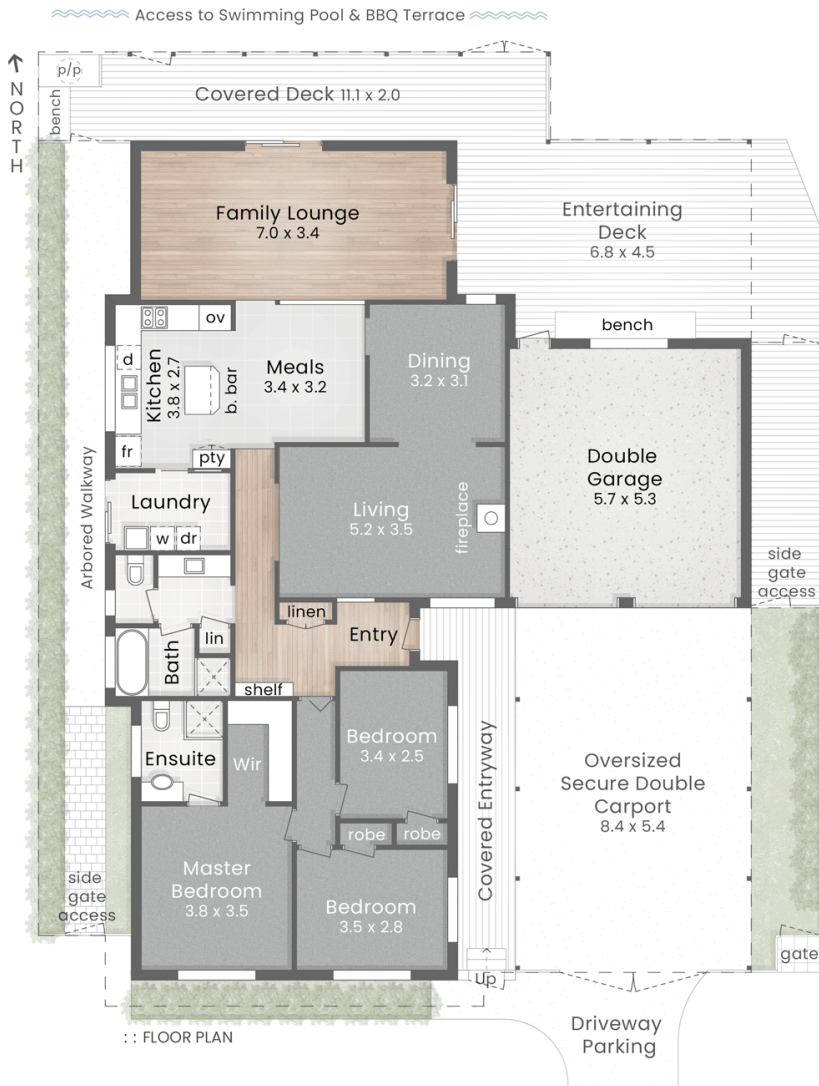 Access to Swimming Pool & BBQ Terrace
NORTH
p/p
bench
Covered Deck 11.1 x 2.0
Family Lounge
7.0 x 3.4
Entertaining
Deck
6.8 x 4.5
bench
ov
d
Kitchen
3.8 x 2.7
b. bar
Meals
3.4 x 3.2
Dining
3.2 x 3.1
fr
pty
Double
Garage
5.7 x 5.3
Arbored Walkway
Laundry
w
dr
Living
5.2 x 3.5
fireplace
side
gate
access
linen
Entry
lin
Bath
shelf
Ensuite
Wir
Bedroom
3.4 x 2.5
Covered Entryway
Oversized
Secure Double
Carport
8.4 x 5.4
robe
robe
Master
Bedroom
3.8 x 3.5
side
gate
access
Bedroom
3.5 x 2.8
gate
Up
Driveway
Parking
:: FLOOR PLAN